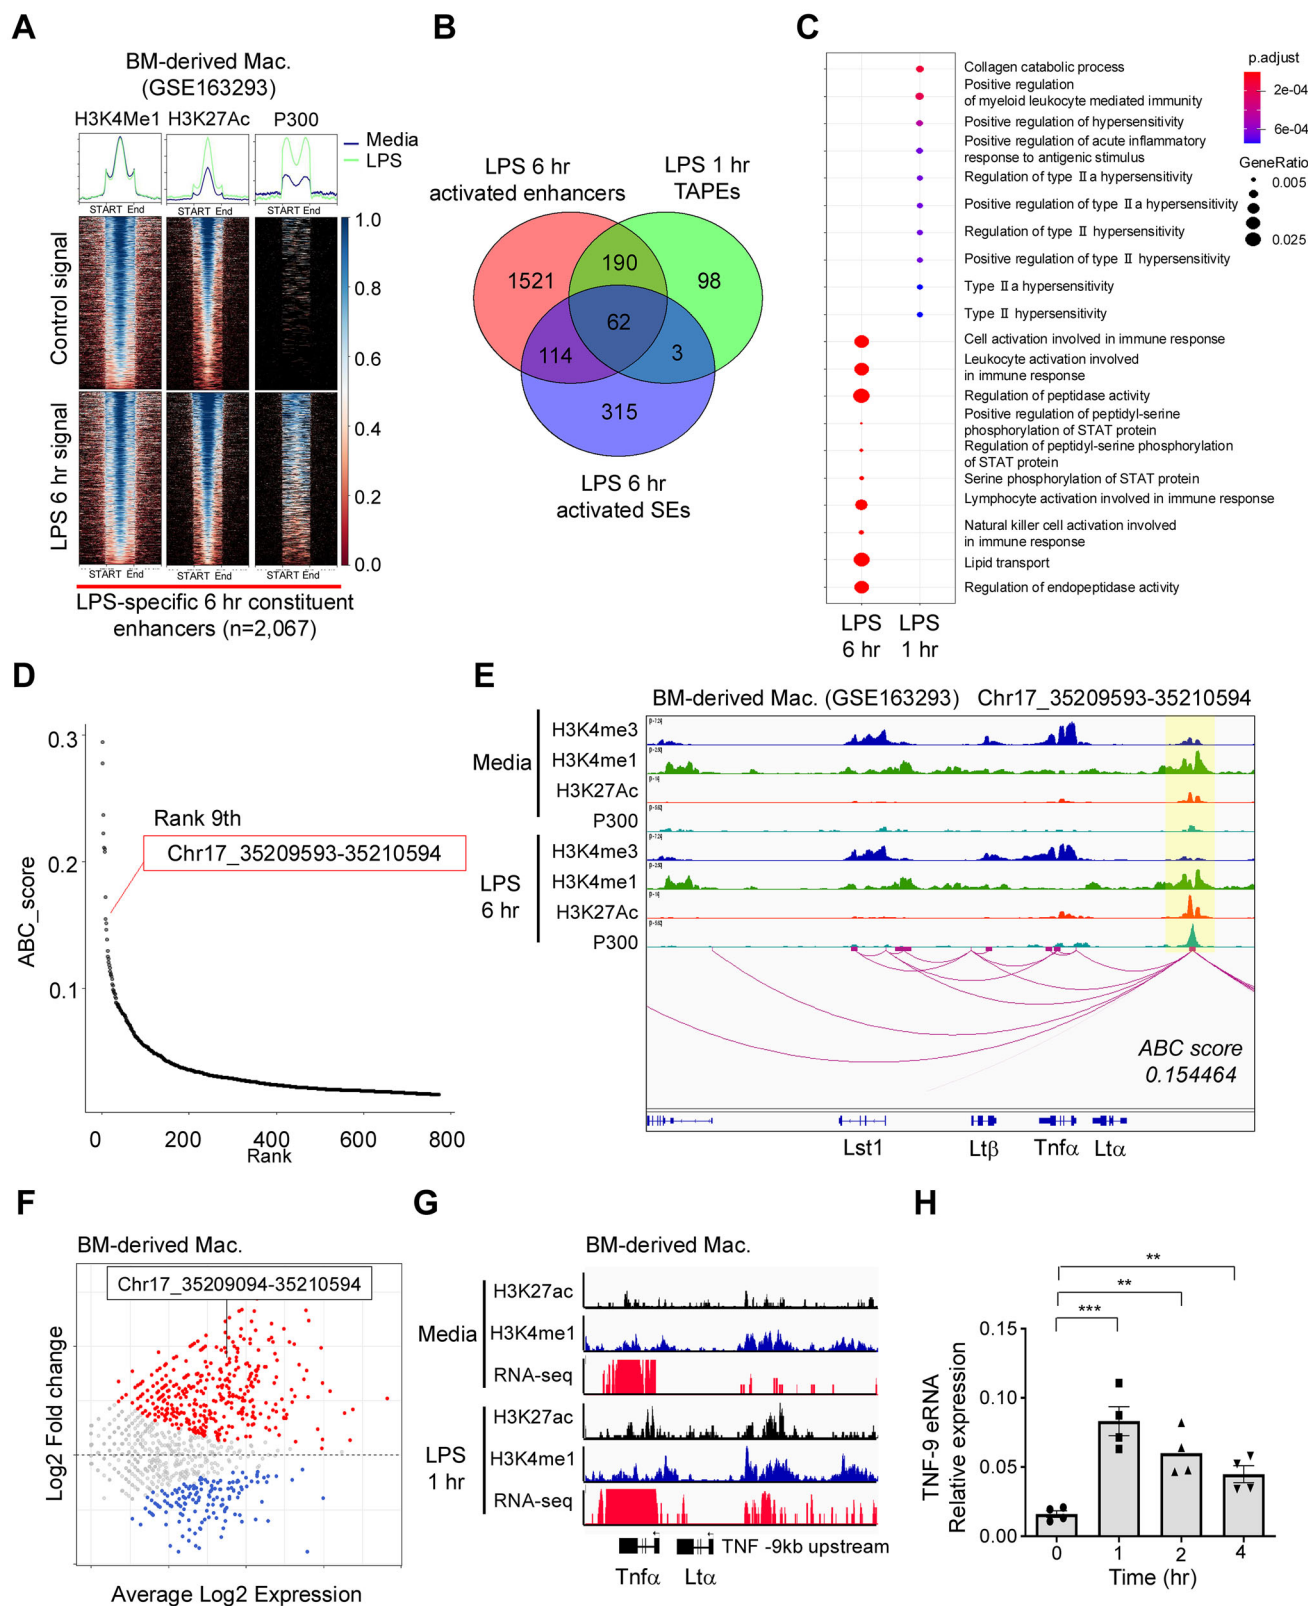 A
BM-derived Mac.
(GSE163293)
H3K4Me1 H3K27Ac P300
Media
LPS
START End START End START End
Control signal
LPS 6 hr signal
1.0
0.8
0.6
0.4
0.2
0.0
START End START End START End
LPS-specific 6 hr constituent
enhancers (n=2,067)
B
LPS 6 hr
activated enhancers
LPS 1 hr
TAPEs
1521
190
98
62
114
3
315
LPS 6 hr
activated SEs
C
Collagen catabolic process
Positive regulation
of myeloid leukocyte mediated immunity
Positive regulation of hypersensitivity
Positive regulation of acute inflammatory
response to antigenic stimulus
Regulation of type Ⅱa hypersensitivity
Positive regulation of type Ⅱa hypersensitivity
Regulation of type Ⅱ hypersensitivity
Positive regulation of type Ⅱ hypersensitivity
Type Ⅱa hypersensitivity
Type Ⅱ hypersensitivity
Cell activation involved in immune response
Leukocyte activation involved
in immune response
Regulation of peptidase activity
Positive regulation of peptidyl-serine
phosphorylation of STAT protein
Regulation of peptidyl-serine phosphorylation
of STAT protein
Serine phosphorylation of STAT protein
Lymphocyte activation involved in immune response
Natural killer cell activation involved
in immune response
Lipid transport
Regulation of endopeptidase activity
LPS
6 hr
LPS
1 hr
p.adjust
2e-04
6e-04
GeneRatio
0.005
0.025
D
ABC_score
0.3
0.2
0.1
Rank 9th
Chr17_35209593-35210594
0 200 400 600 800
Rank
E
BM-derived Mac. (GSE163293) Chr17_35209593-35210594
Media
H3K4me3
H3K4me1
H3K27Ac
P300
LPS
6 hr
H3K4me3
H3K4me1
H3K27Ac
P300
ABC score
0.154464
Lst1 Ltβ Tnfα Ltα
F
BM-derived Mac.
Chr17_35209094-35210594
Log2 Fold change
Average Log2 Expression
G
BM-derived Mac.
Media
H3K27ac
H3K4me1
RNA-seq
LPS
1 hr
H3K27ac
H3K4me1
RNA-seq
TNF -9kb upstream
Tnfα Ltα
H
TNF-9 eRNA
Relative expression
0.15
0.10
0.05
0.00
**
**
***
0 1 2 4
Time (hr)